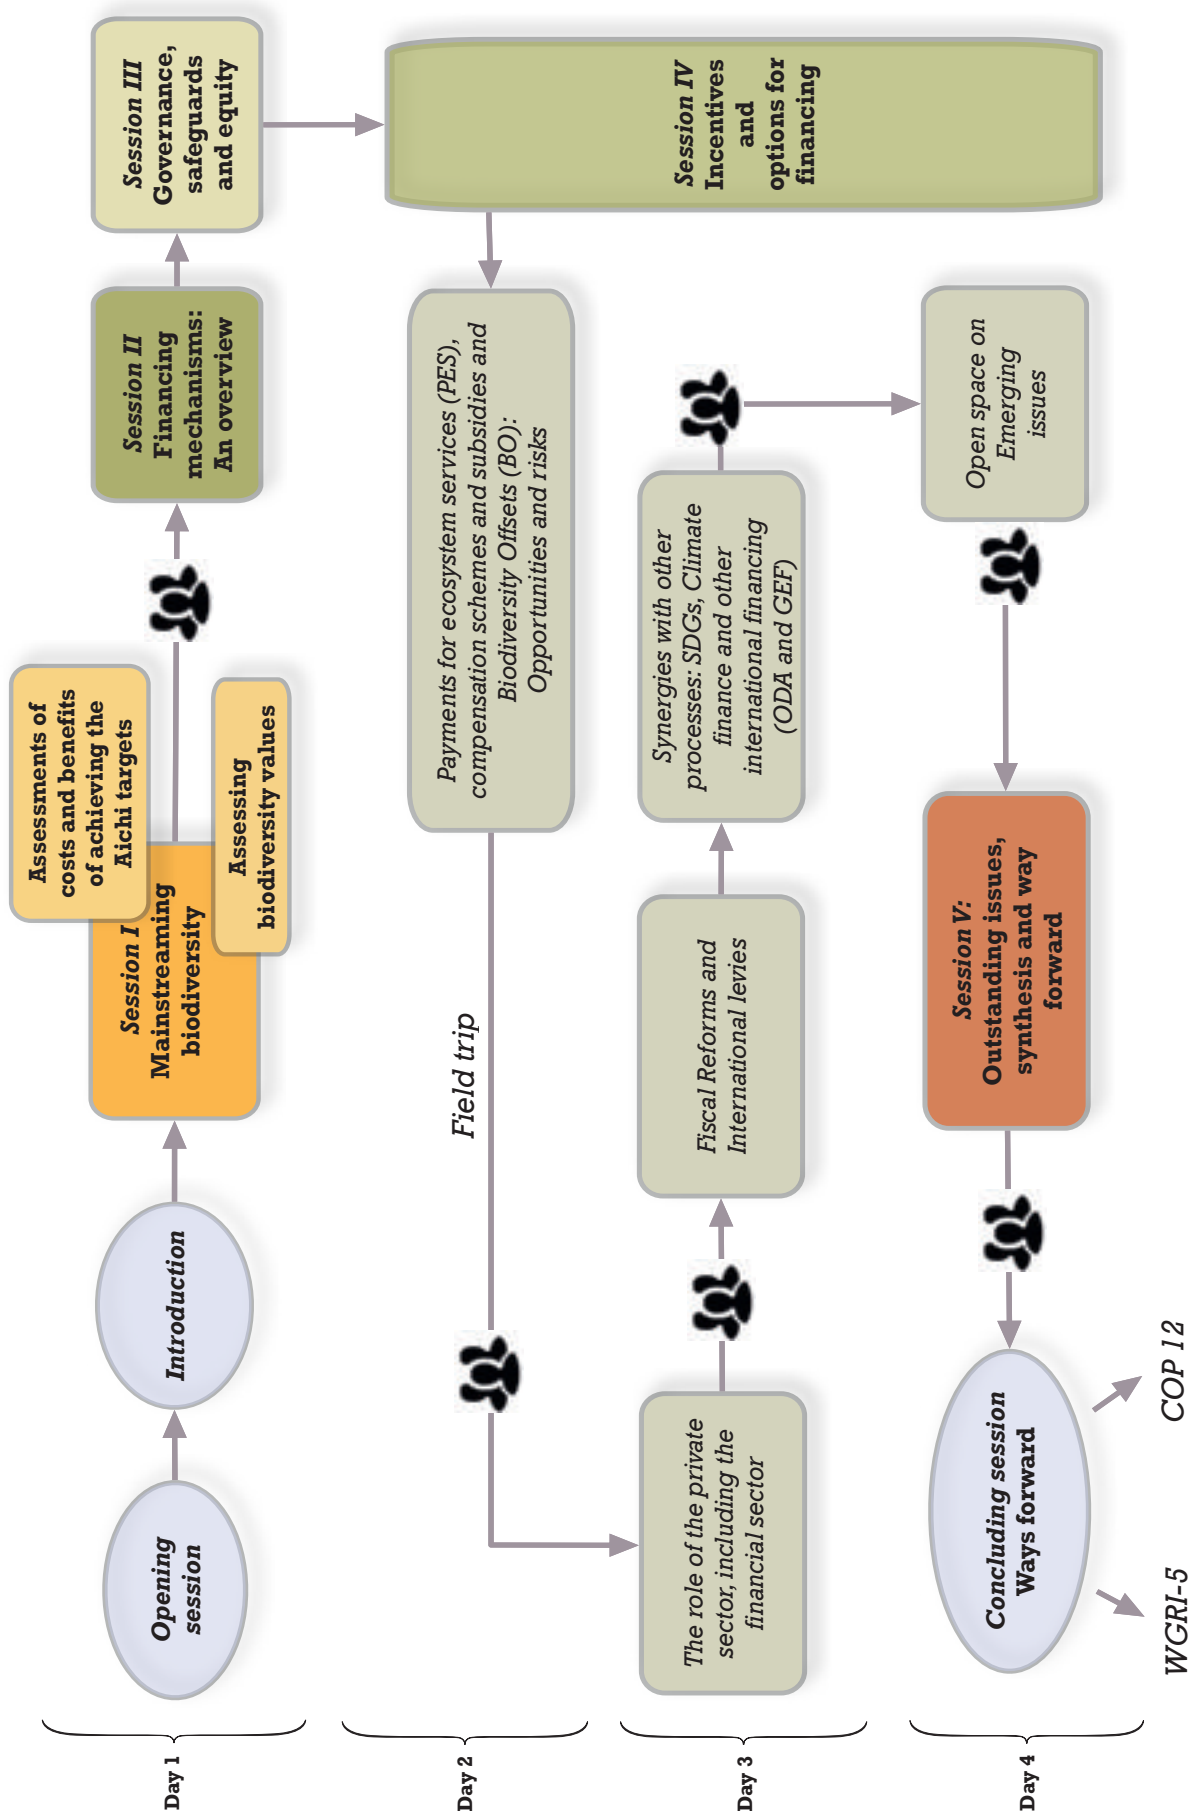 Day 1
Opening
session
Introduction
Session I
Mainstreaming
biodiversity
Assessments of
costs and benefits
of achieving the
Aichi targets
Assessing
biodiversity values
Session II
Financing
mechanisms:
An overview
Session III
Governance,
safeguards
and equity
Session IV
Incentives
and
options for
financing
Day 2
Payments for ecosystem services (PES),
compensation schemes and subsidies and
Biodiversity Offsets (BO):
Opportunities and risks
Field trip
Day 3
The role of the private
sector, including the
financial sector
Fiscal Reforms and
International levies
Synergies with other
processes: SDGs, Climate
finance and other
international financing
(ODA and GEF)
Day 4
Open space on
Emerging
issues
Session V:
Outstanding issues,
synthesis and way
forward
Concluding session
Ways forward
WGRI-5
COP 12